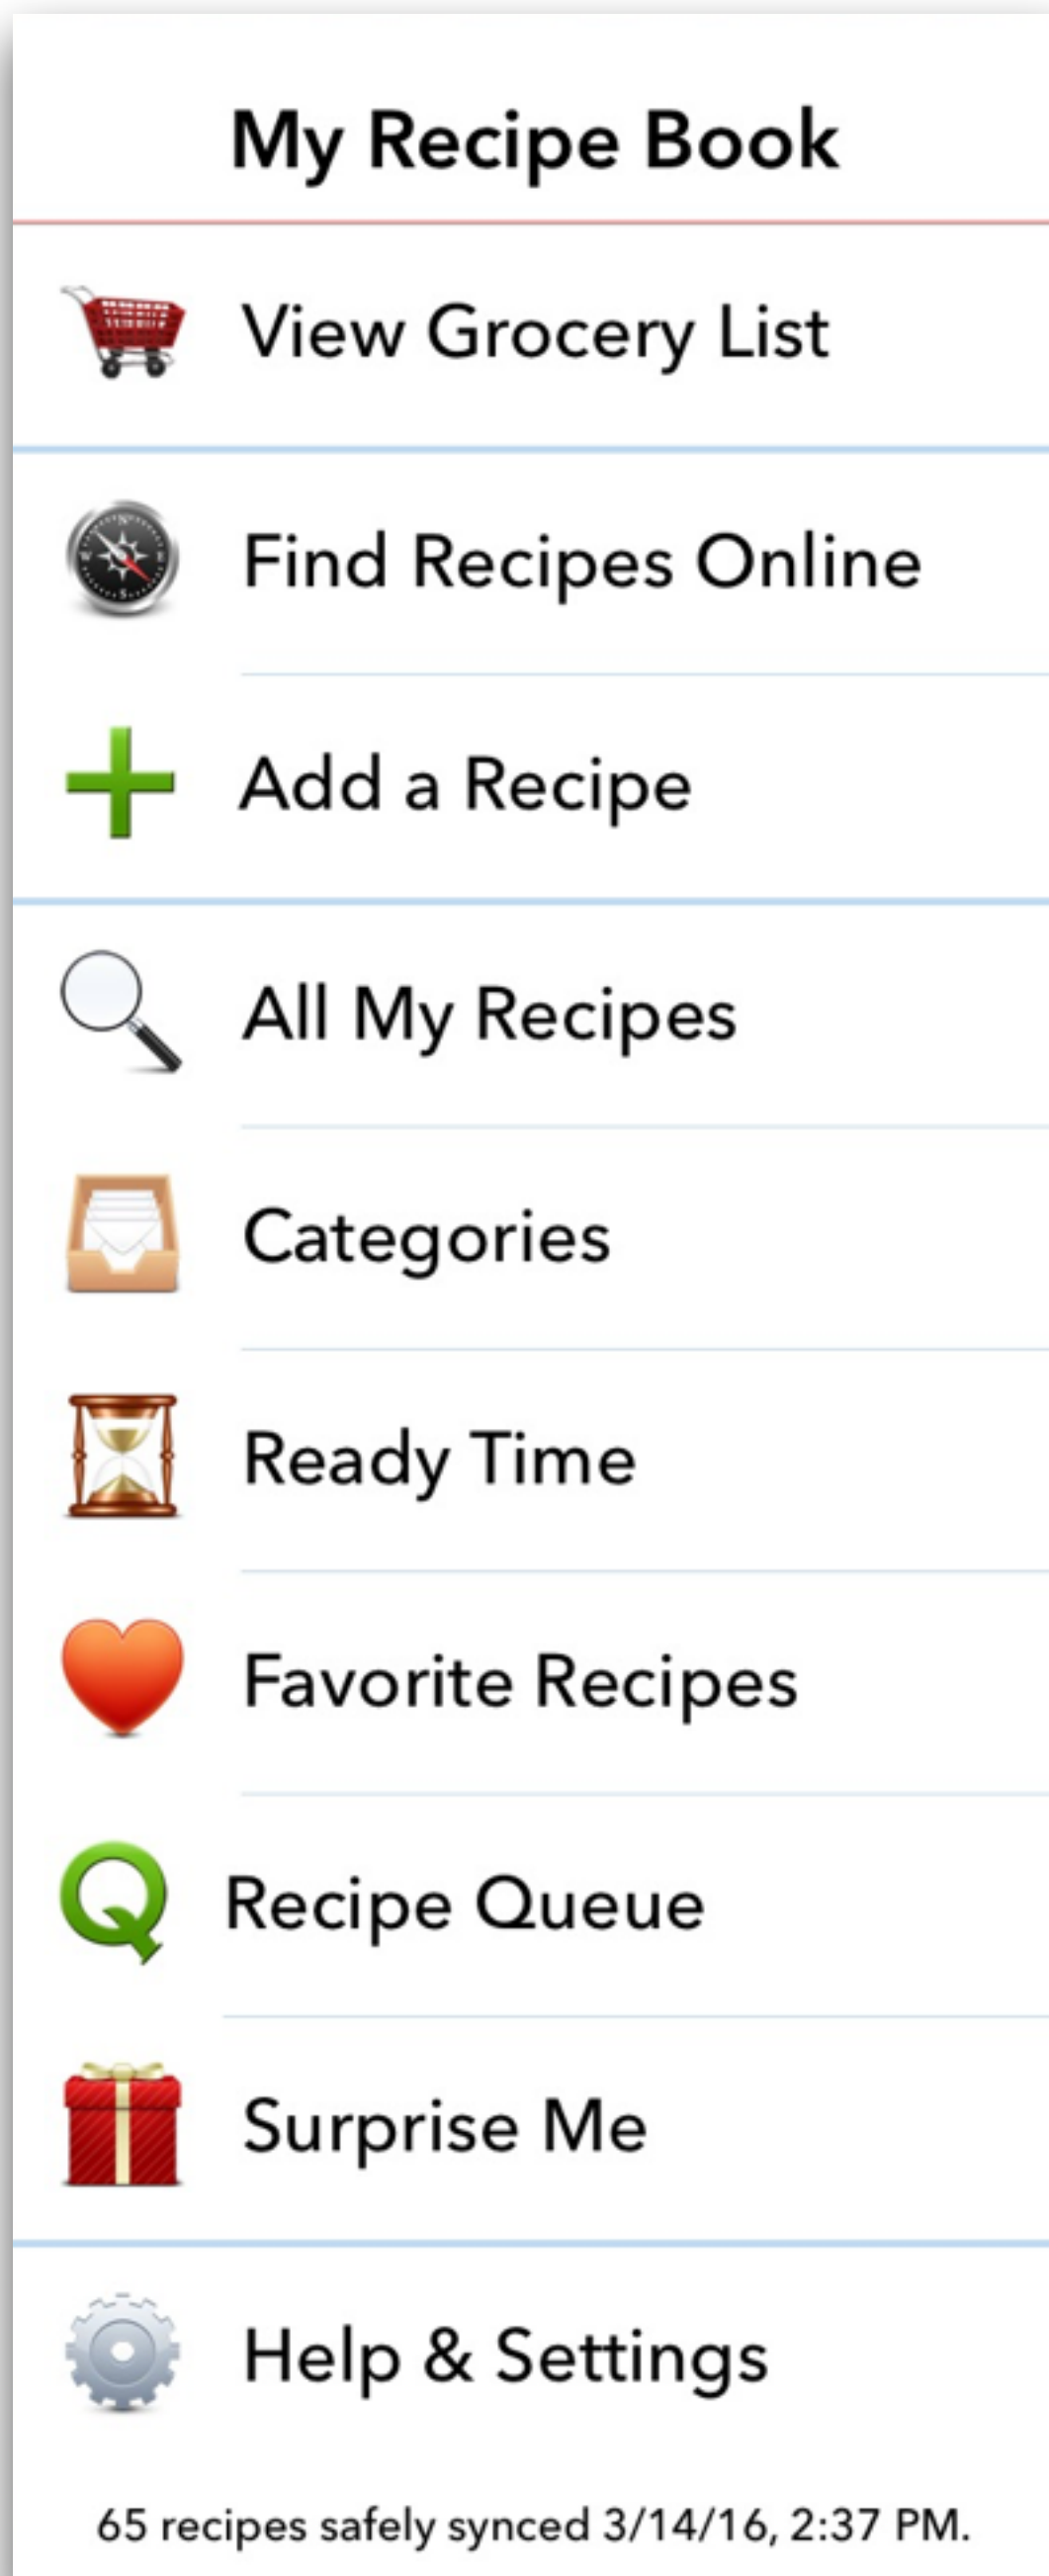 My Recipe Book
View Grocery List
Find Recipes Online
Add a Recipe
All My Recipes
Categories
Ready Time
Favorite Recipes
Recipe Queue
Surprise Me
Help & Settings
65 recipes safely synced 3/14/16, 2:37 PM.